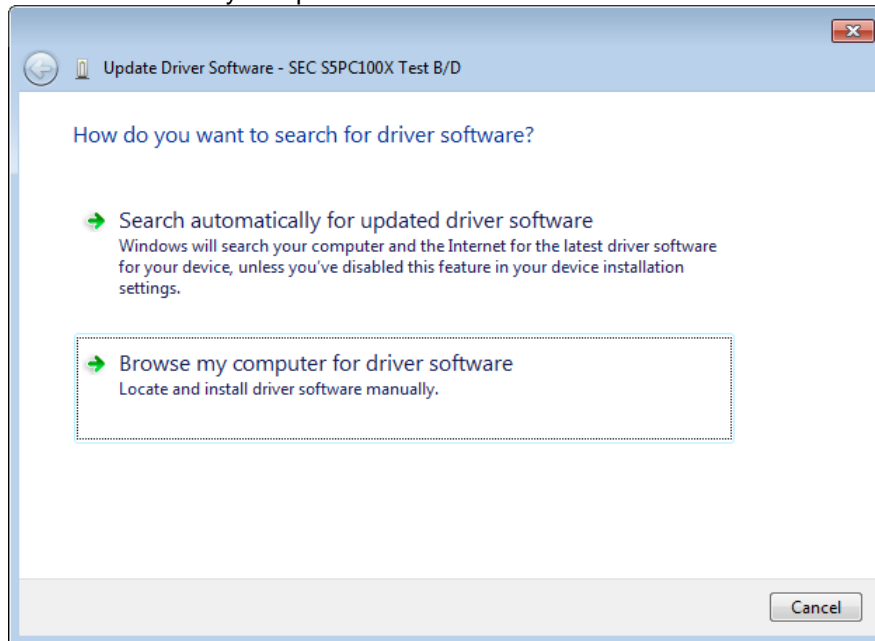 Update Driver Software - SEC S5PC100X Test B/D
How do you want to search for driver software?
Search automatically for updated driver software
Windows will search your computer and the Internet for the latest driver software
for your device, unless you've disabled this feature in your device installation
settings.
Browse my computer for driver software
Locate and install driver software manually.
Cancel